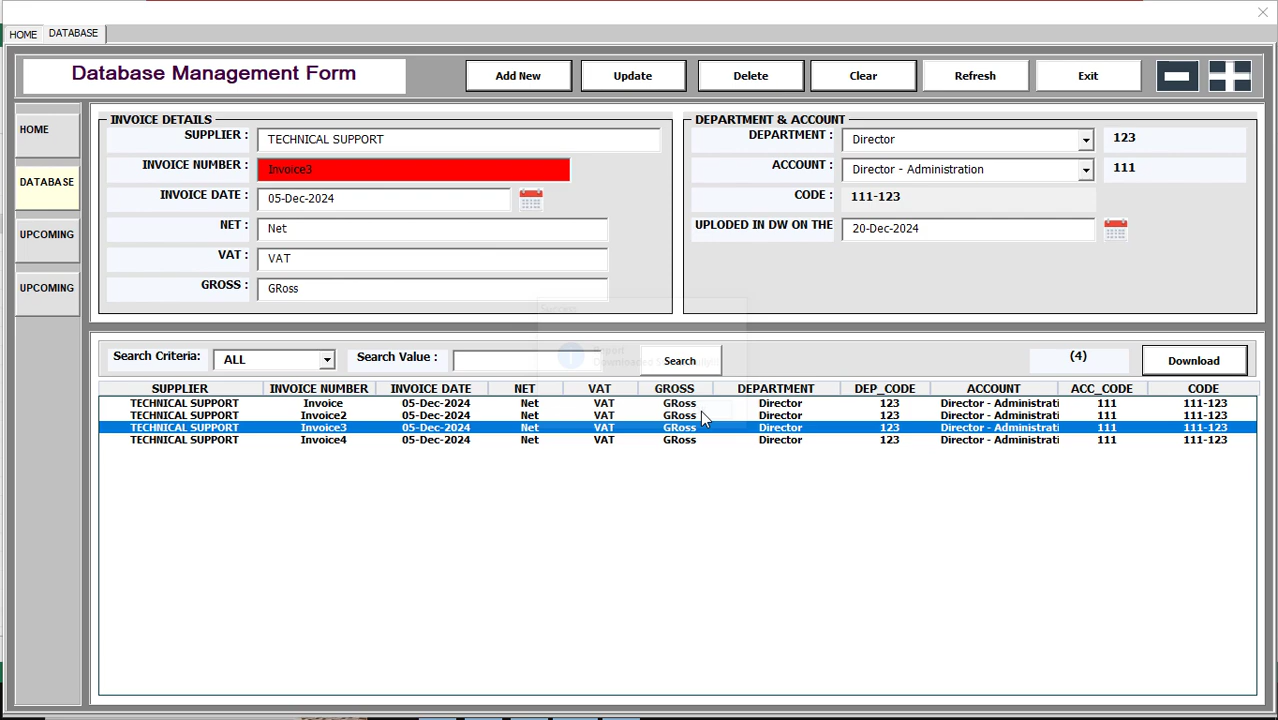 HOME DATABASE
Database Management Form Add New Update Delete Clear Refresh Exit
HOME
DATABASE
UPCOMING
UPCOMING
INVOICE DETAILS
SUPPLIER : TECHNICAL SUPPORT
INVOICE NUMBER : Invoice3
INVOICE DATE : 05-Dec-2024
NET : Net
VAT : VAT
GROSS : GRoss
DEPARTMENT & ACCOUNT
DEPARTMENT : Director 123
ACCOUNT : Director - Administration 111
CODE : 111-123
UPLODED IN DW ON THE 20-Dec-2024
Search Criteria: ALL Search Value : Search (4) Download
SUPPLIER INVOICE NUMBER INVOICE DATE NET VAT GROSS DEPARTMENT DEP_CODE ACCOUNT ACC_CODE CODE
TECHNICAL SUPPORT Invoice 05-Dec-2024 Net VAT GRoss Director 123 Director - Administrati 111 111-123
TECHNICAL SUPPORT Invoice2 05-Dec-2024 Net VAT GRoss Director 123 Director - Administrati 111 111-123
TECHNICAL SUPPORT Invoice3 05-Dec-2024 Net VAT GRoss Director 123 Director - Administrati 111 111-123
TECHNICAL SUPPORT Invoice4 05-Dec-2024 Net VAT GRoss Director 123 Director - Administrati 111 111-123